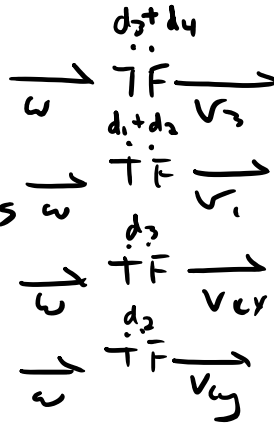 d₃+d₄
TF
ω V₃
d₁+d₂
s ω TF V₁
d₃
ω TF Vcx
d₂
ω TF Vcy